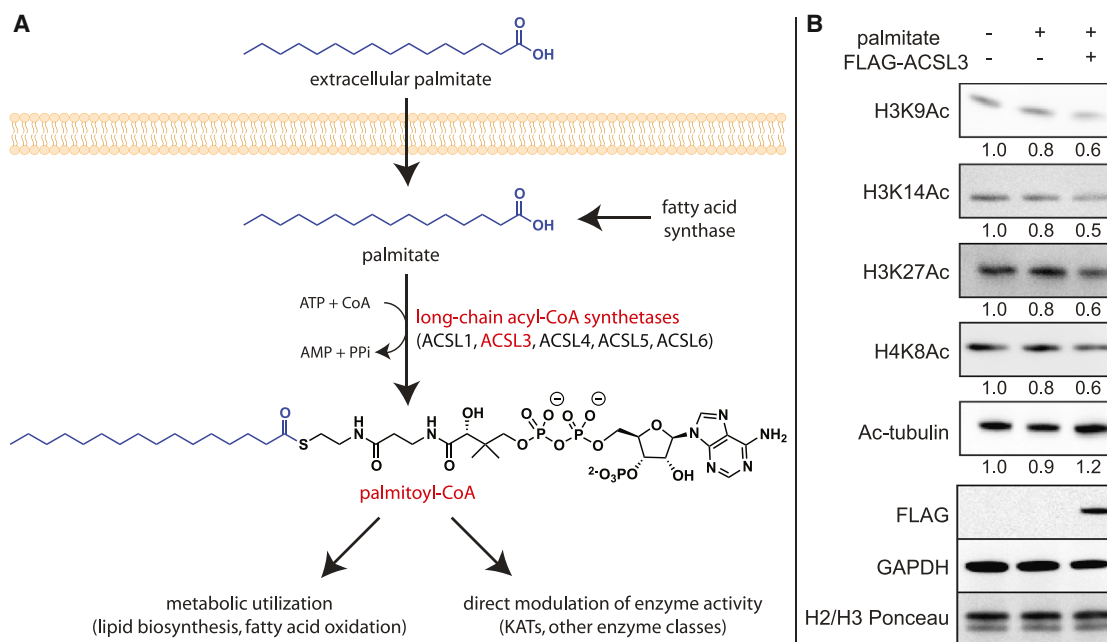 A
O
OH
extracellular palmitate
O
OH
palmitate
fatty acid
synthase
ATP + CoA
AMP + PPi
long-chain acyl-CoA synthetases
(ACSL1, ACSL3, ACSL4, ACSL5, ACSL6)
O
S
H
N
O
H
N
O
OH
O
P
O
O
P
O
O
O
2-O3P
OH
N
N
N
N
NH2
palmitoyl-CoA
metabolic utilization
(lipid biosynthesis, fatty acid oxidation)
direct modulation of enzyme activity
(KATs, other enzyme classes)
B
palmitate - + +
FLAG-ACSL3 - - +
H3K9Ac
1.0 0.8 0.6
H3K14Ac
1.0 0.8 0.5
H3K27Ac
1.0 0.8 0.6
H4K8Ac
1.0 0.8 0.6
Ac-tubulin
1.0 0.9 1.2
FLAG
GAPDH
H2/H3 Ponceau